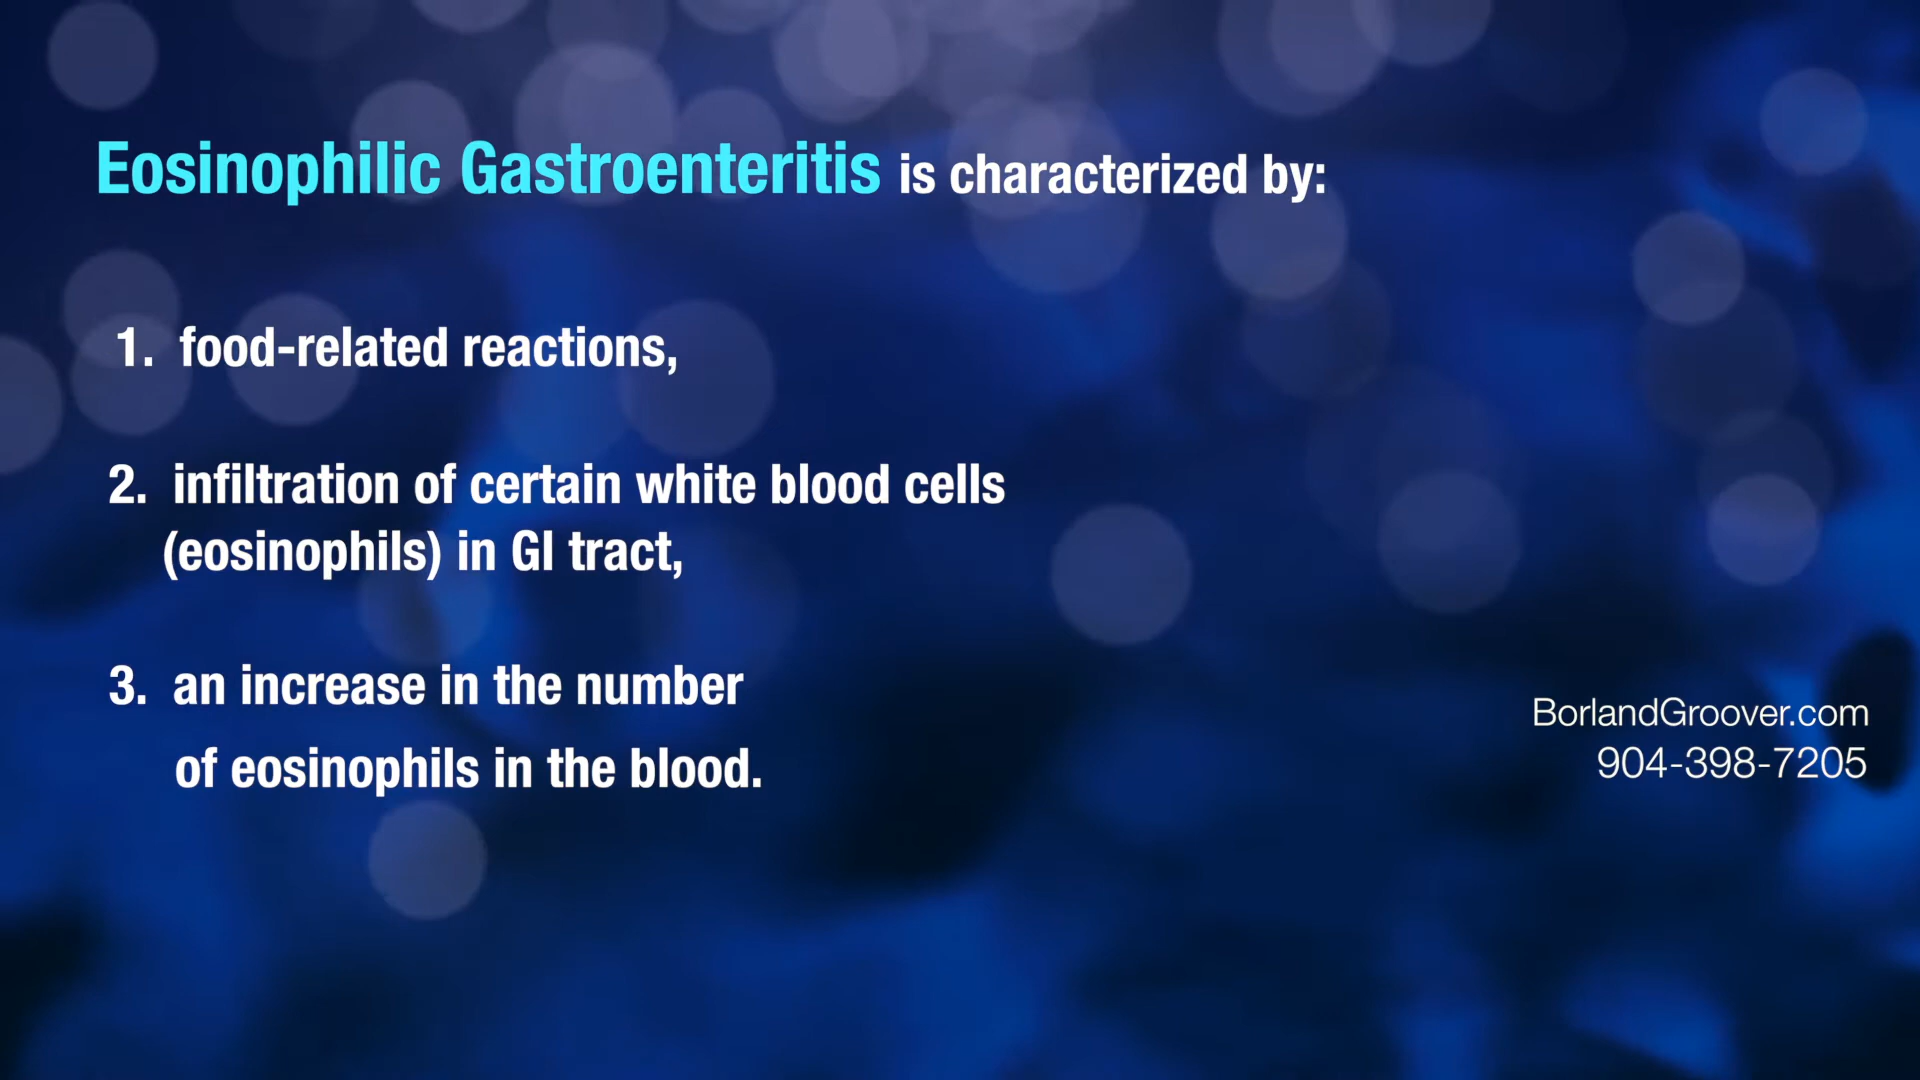 Eosinophilic Gastroenteritis is characterized by:
1. food-related reactions,
2. infiltration of certain white blood cells
(eosinophils) in GI tract,
3. an increase in the number
of eosinophils in the blood.
BorlandGroover.com
904-398-7205